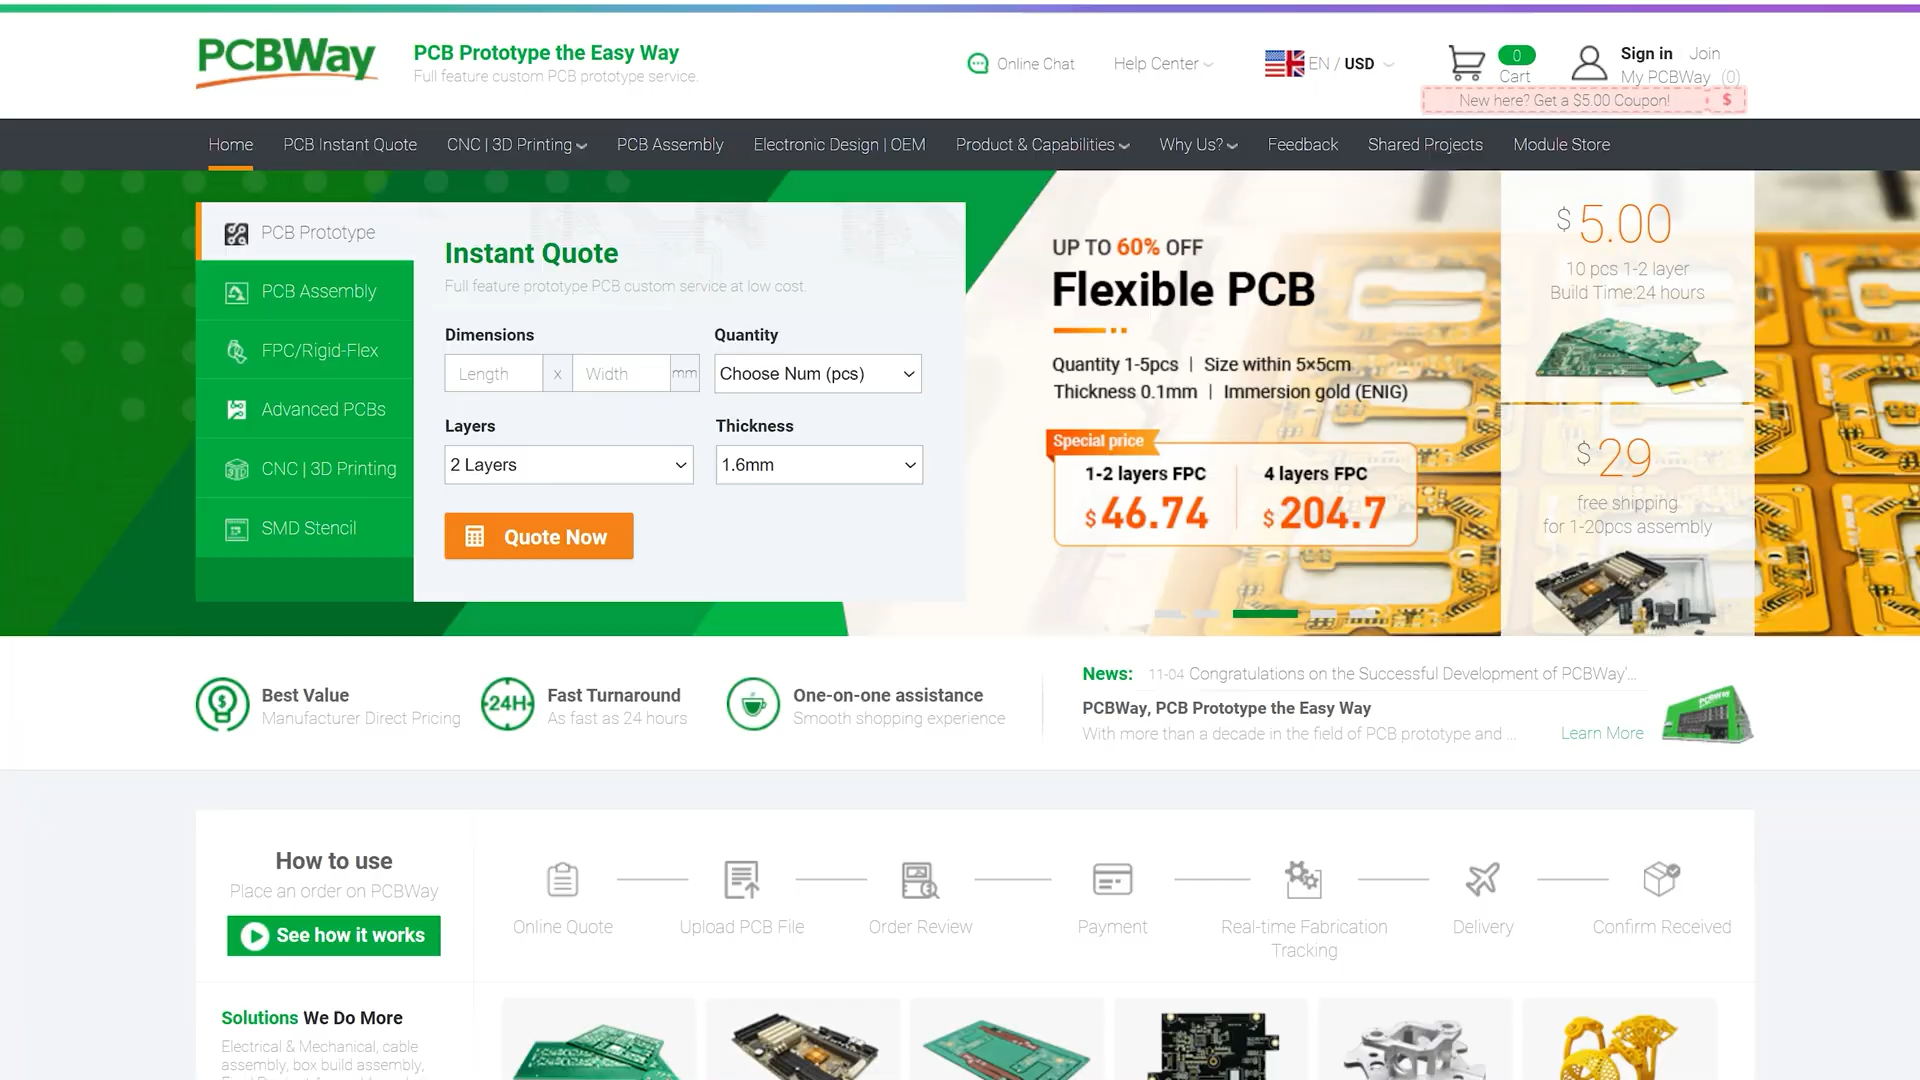 PCBWay
PCB Prototype the Easy Way
Full feature custom PCB prototype service.
Online Chat
Help Center
EN / USD
0
Cart
Sign in Join
My PCBWay (0)
New here? Get a $5.00 Coupon! $
Home
PCB Instant Quote
CNC | 3D Printing
PCB Assembly
Electronic Design | OEM
Product & Capabilities
Why Us?
Feedback
Shared Projects
Module Store
PCB Prototype
PCB Assembly
FPC/Rigid-Flex
Advanced PCBs
CNC | 3D Printing
SMD Stencil
Instant Quote
Full feature prototype PCB custom service at low cost.
Dimensions
Length x Width mm
Quantity
Choose Num (pcs)
Layers
2 Layers
Thickness
1.6mm
Quote Now
UP TO 60% OFF
Flexible PCB
Quantity 1-5pcs | Size within 5×5cm
Thickness 0.1mm | Immersion gold (ENIG)
Special price
1-2 layers FPC
$46.74
4 layers FPC
$204.7
$5.00
10 pcs 1-2 layer
Build Time:24 hours
$29
free shipping
for 1-20pcs assembly
Best Value
Manufacturer Direct Pricing
24H
Fast Turnaround
As fast as 24 hours
One-on-one assistance
Smooth shopping experience
News: 11-04 Congratulations on the Successful Development of PCBWay'...
PCBWay, PCB Prototype the Easy Way
With more than a decade in the field of PCB prototype and ...
Learn More
PCBWay
How to use
Place an order on PCBWay
See how it works
Online Quote
Upload PCB File
Order Review
Payment
Real-time Fabrication
Tracking
Delivery
Confirm Received
Solutions We Do More
Electrical & Mechanical, cable
assembly, box build assembly,